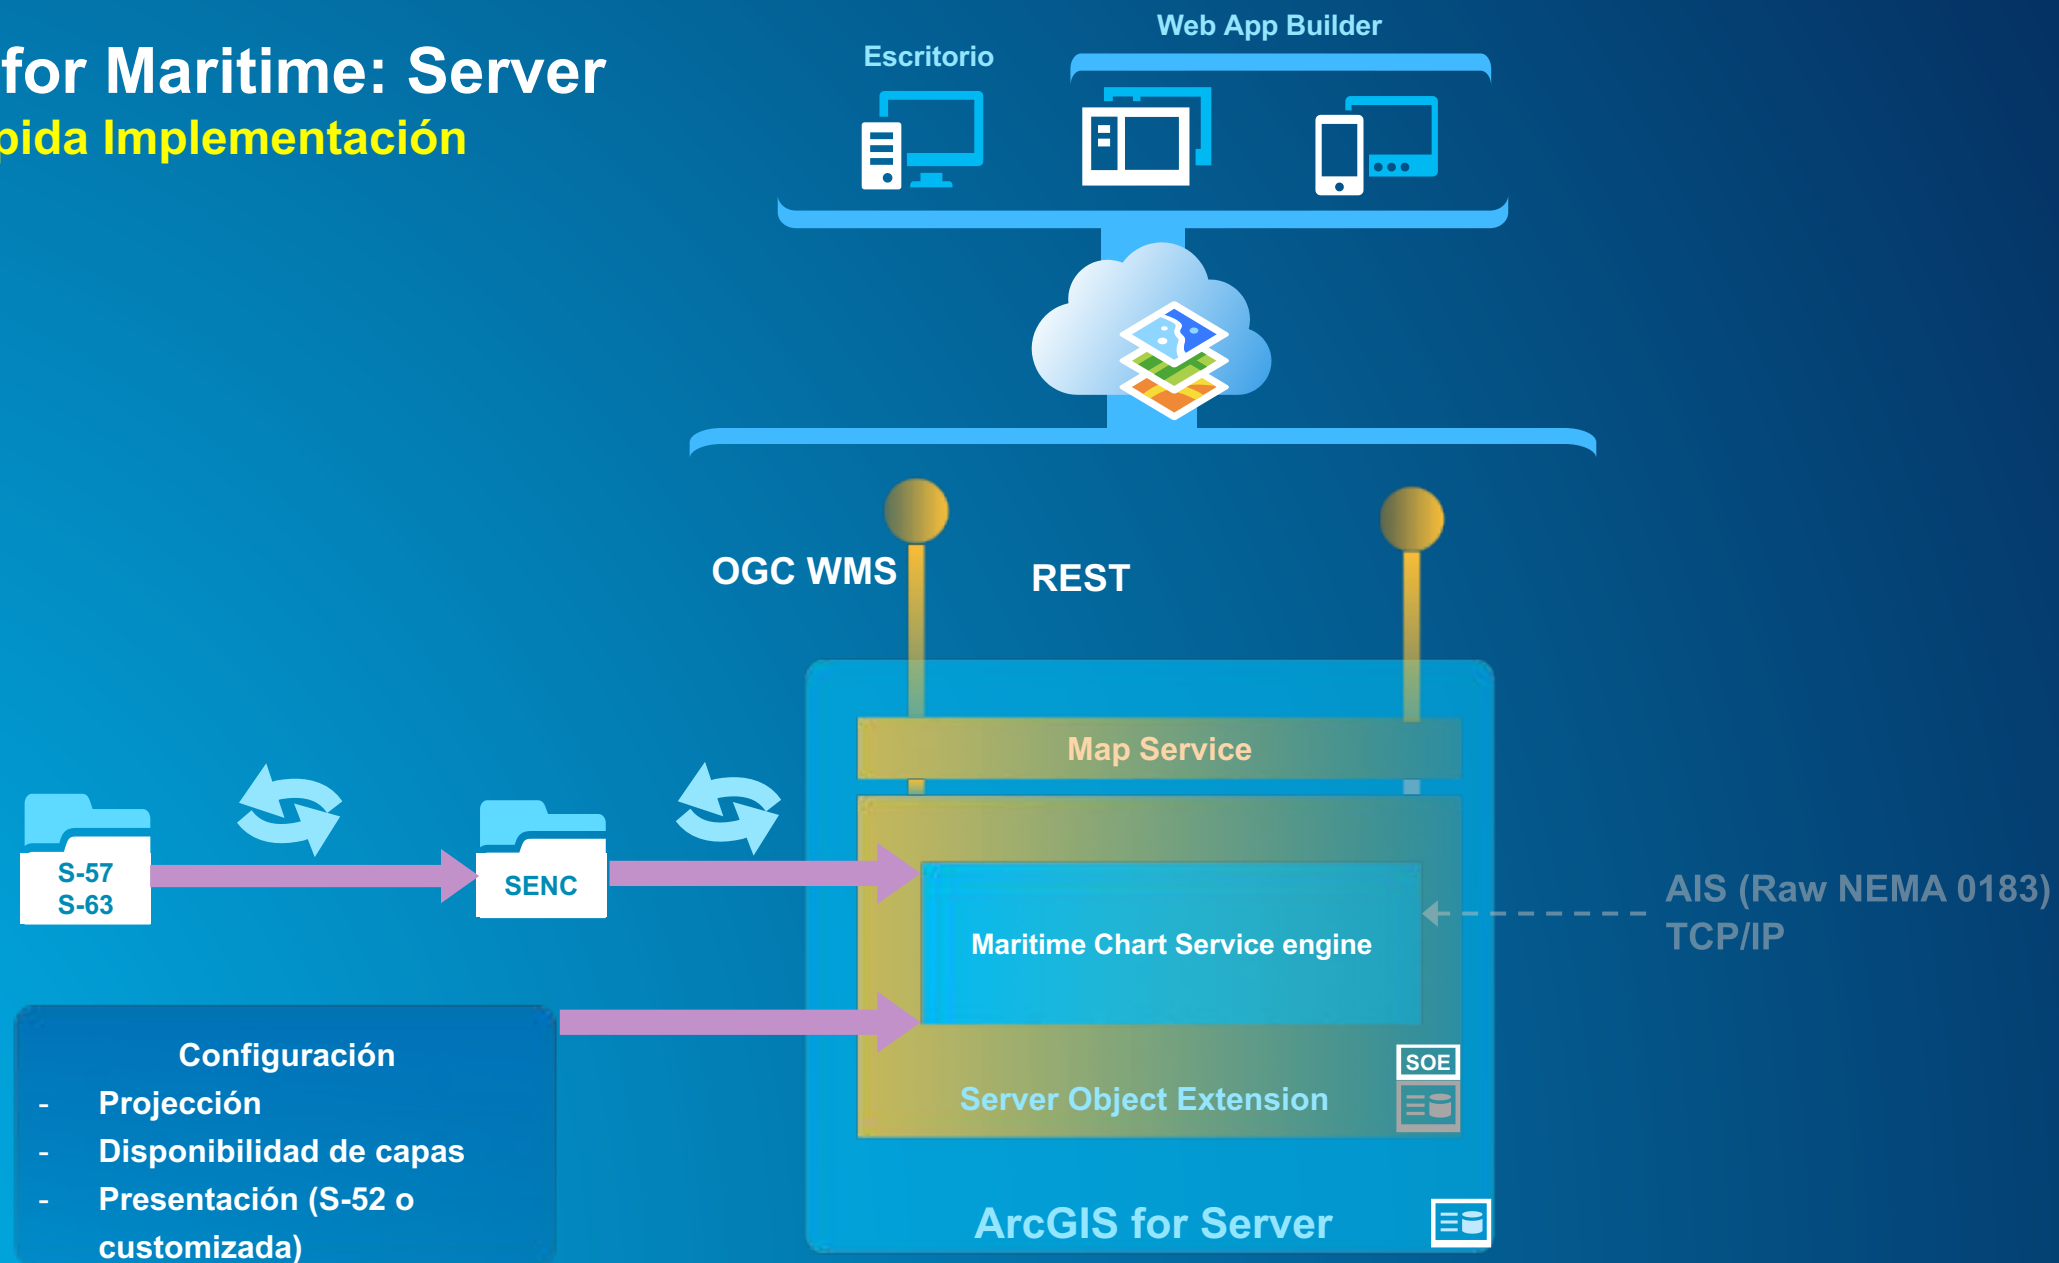 for Maritime: Server
pida Implementación
Web App Builder
Escritorio
OGC WMS
REST
Map Service
S-57
S-63
SENC
Maritime Chart Service engine
AIS (Raw NEMA 0183)
TCP/IP
Configuración
- Projección
- Disponibilidad de capas
- Presentación (S-52 o
customizada)
SOE
Server Object Extension
ArcGIS for Server